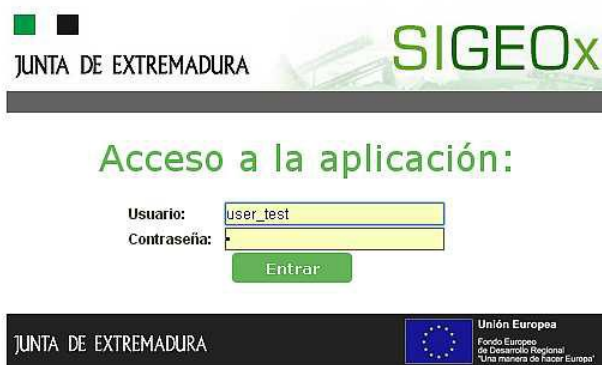 JUNTA DE EXTREMADURA
SIGEOx
Acceso a la aplicación:
Usuario: user_test
Contraseña:
Entrar
JUNTA DE EXTREMADURA
Unión Europea
Fondo Europeo
de Desarrollo Regional
"Una manera de hacer Europa"